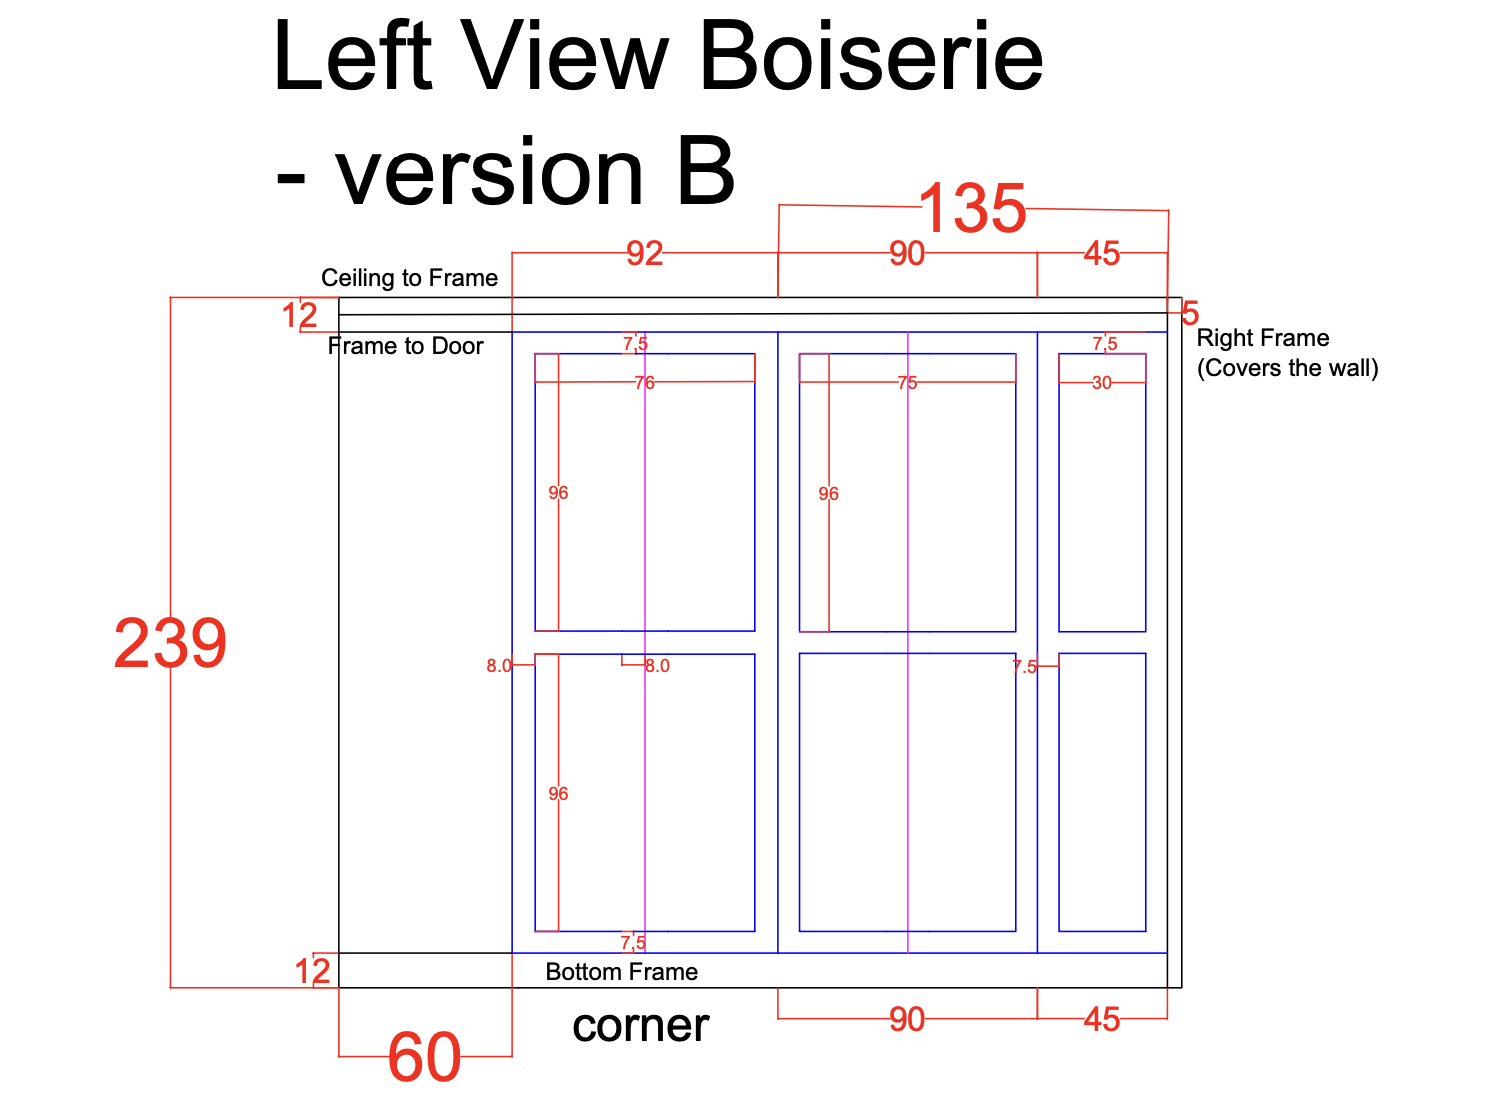 Left View Boiserie
- version B
135
92
90
45
Ceiling to Frame
12
5
Frame to Door
7,5
7,5
Right Frame
(Covers the wall)
76
75
30
96
96
239
8.0
8.0
7.5
96
7,5
12
Bottom Frame
corner
90
45
60